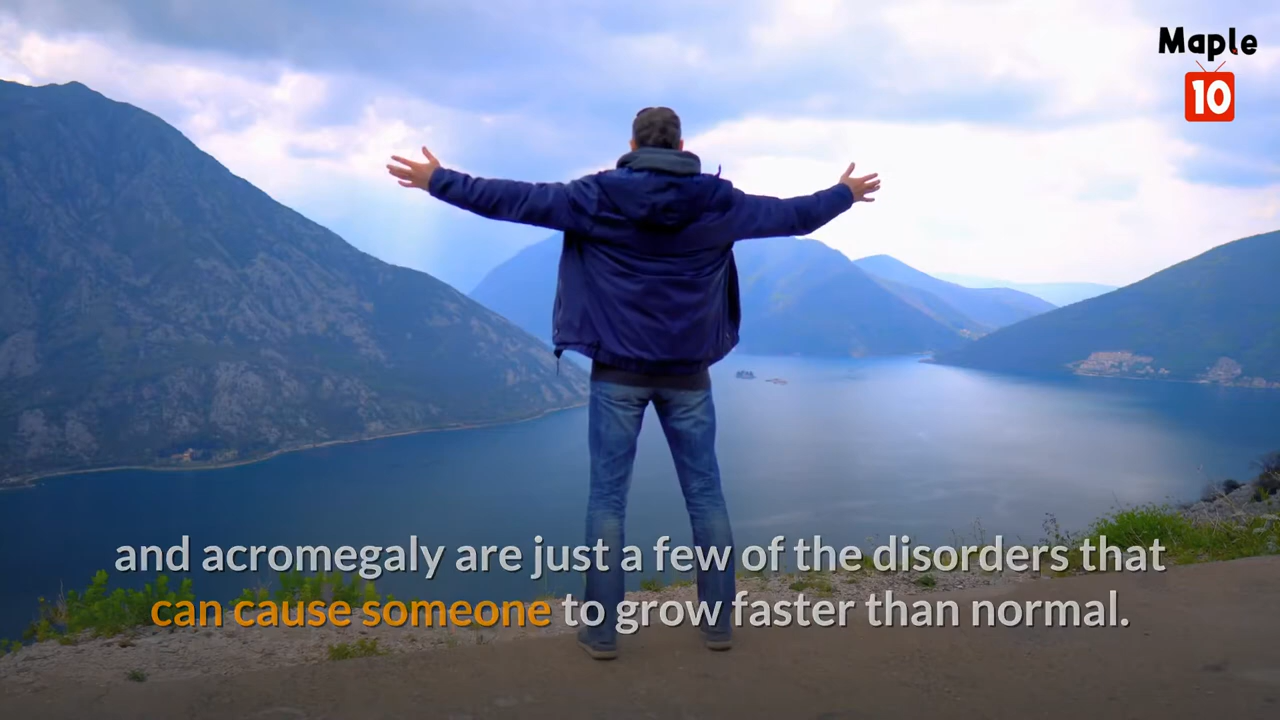 Maple
10
and acromegaly are just a few of the disorders that
can cause someone to grow faster than normal.